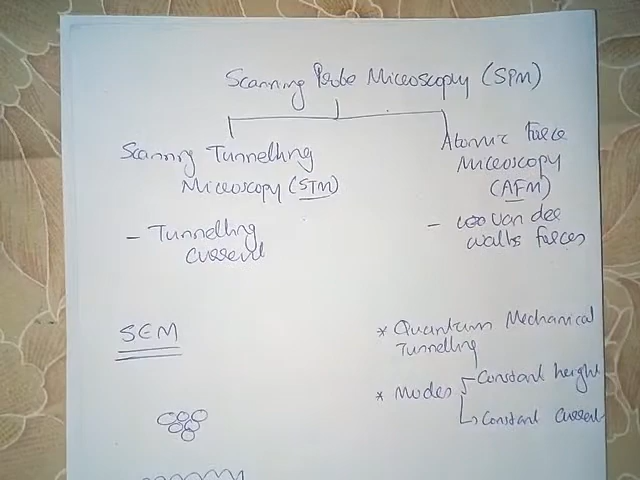 Scanning Probe Microscopy (SPM)
Scanning Tunnelling
Microscopy (STM)
- Tunnelling
current
Atomic Force
Microscopy
(AFM)
- van der
walls forces
SEM
* Quantum Mechanical
Tunnelling
* Modes
Constant height
Constant current